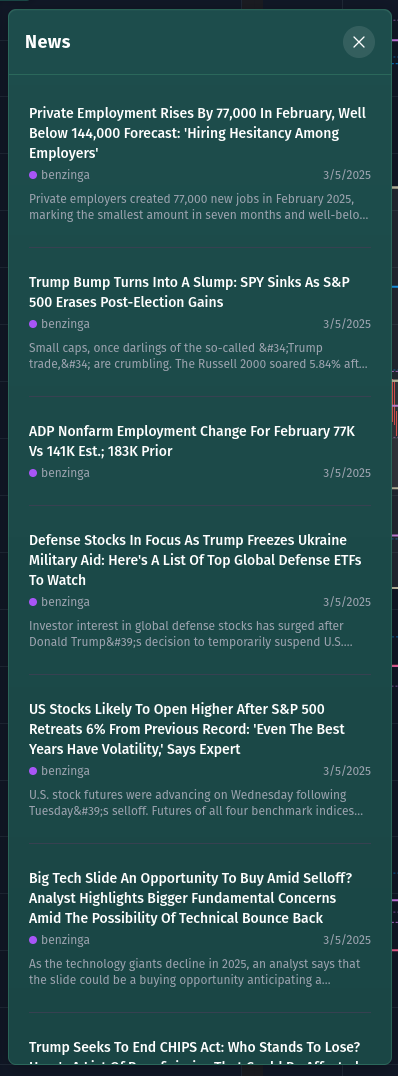 News
Private Employment Rises By 77,000 In February, Well
Below 144,000 Forecast: 'Hiring Hesitancy Among
Employers'
benzinga 3/5/2025
Private employers created 77,000 new jobs in February 2025,
marking the smallest amount in seven months and well-belo...
Trump Bump Turns Into A Slump: SPY Sinks As S&P
500 Erases Post-Election Gains
benzinga 3/5/2025
Small caps, once darlings of the so-called &#34;Trump
trade,&#34; are crumbling. The Russell 2000 soared 5.84% aft...
ADP Nonfarm Employment Change For February 77K
Vs 141K Est.; 183K Prior
benzinga 3/5/2025
Defense Stocks In Focus As Trump Freezes Ukraine
Military Aid: Here's A List Of Top Global Defense ETFs
To Watch
benzinga 3/5/2025
Investor interest in global defense stocks has surged after
Donald Trump&#39;s decision to temporarily suspend U.S....
US Stocks Likely To Open Higher After S&P 500
Retreats 6% From Previous Record: 'Even The Best
Years Have Volatility,' Says Expert
benzinga 3/5/2025
U.S. stock futures were advancing on Wednesday following
Tuesday&#39;s selloff. Futures of all four benchmark indices...
Big Tech Slide An Opportunity To Buy Amid Selloff?
Analyst Highlights Bigger Fundamental Concerns
Amid The Possibility Of Technical Bounce Back
benzinga 3/5/2025
As the technology giants decline in 2025, an analyst says that
the slide could be a buying opportunity anticipating a...
Trump Seeks To End CHIPS Act: Who Stands To Lose?